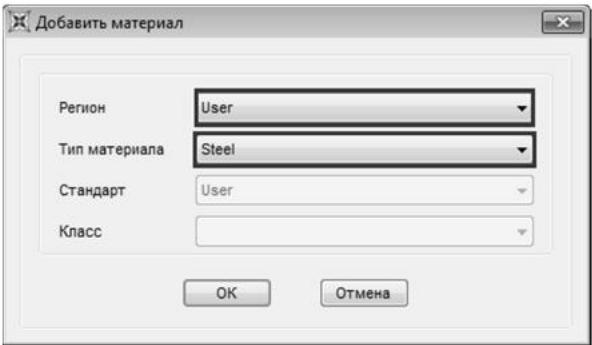 Добавить материал
Регион User
Тип материала Steel
Стандарт User
Класс
OK Отмена